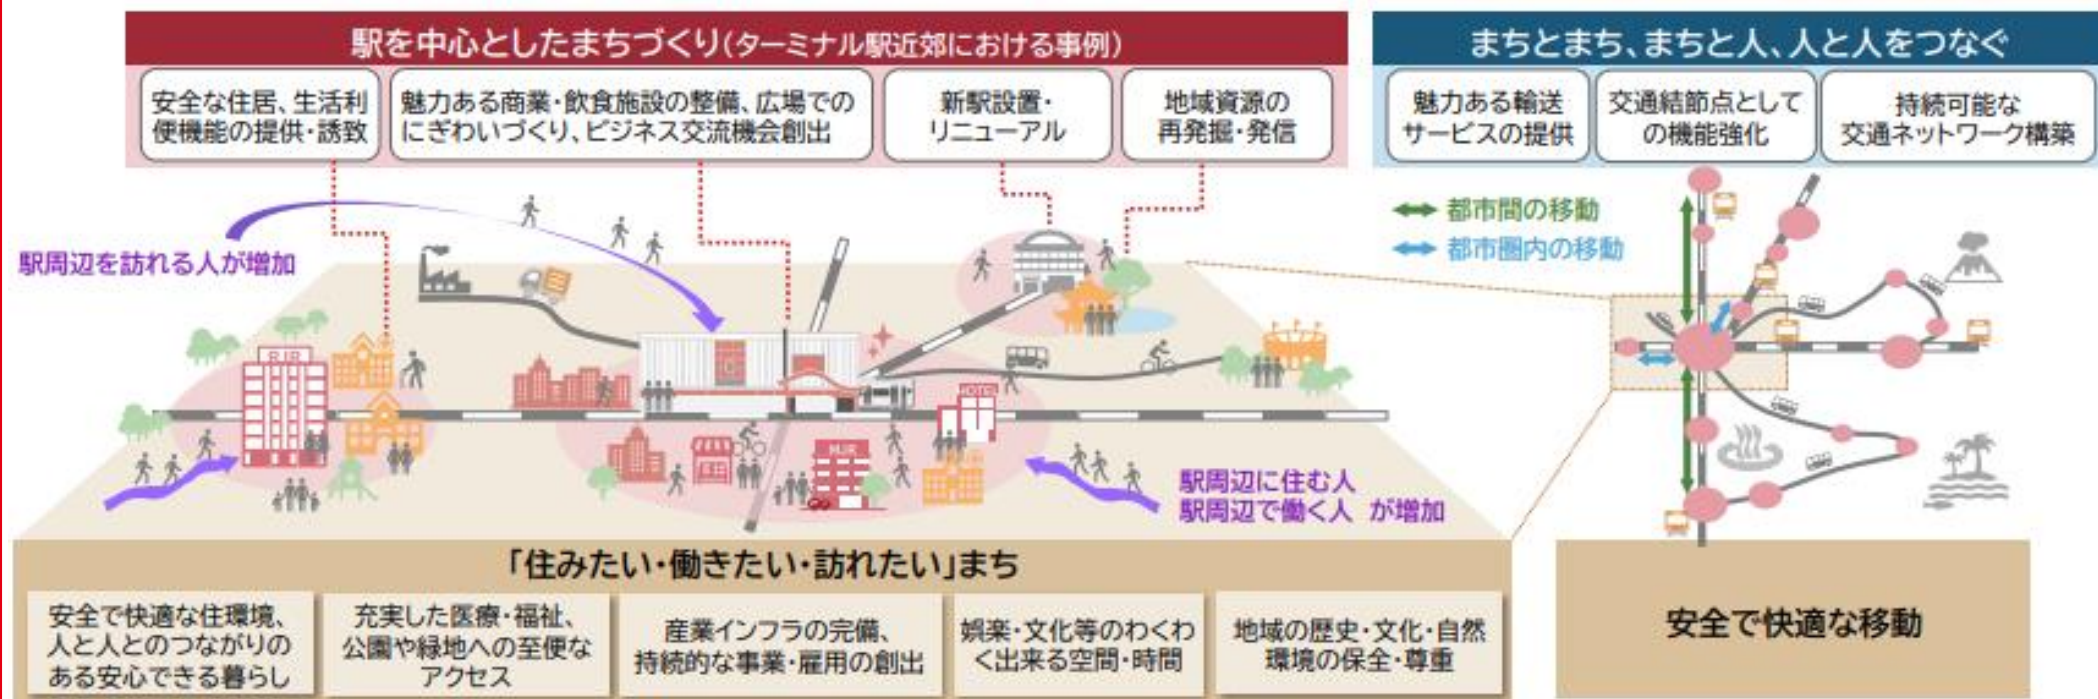 駅を中心としたまちづくり(ターミナル駅近郊における事例)
安全な住居、生活利
便機能の提供・誘致
魅力ある商業・飲食施設の整備、広場での
にぎわいづくり、ビジネス交流機会創出
新駅設置・
リニューアル
地域資源の
再発掘・発信
まちとまち、まちと人、人と人をつなぐ
魅力ある輸送
サービスの提供
交通結節点として
の機能強化
持続可能な
交通ネットワーク構築
都市間の移動
都市圏内の移動
駅周辺を訪れる人が増加
RJR
HOTEL
MJR
駅周辺に住む人
駅周辺で働く人 が増加
「住みたい・働きたい・訪れたい」まち
安全で快適な住環境、
人と人とのつながりの
ある安心できる暮らし
充実した医療・福祉、
公園や緑地への至便な
アクセス
産業インフラの完備、
持続的な事業・雇用の創出
娯楽・文化等のわくわ
く出来る空間・時間
地域の歴史・文化・自然
環境の保全・尊重
安全で快適な移動